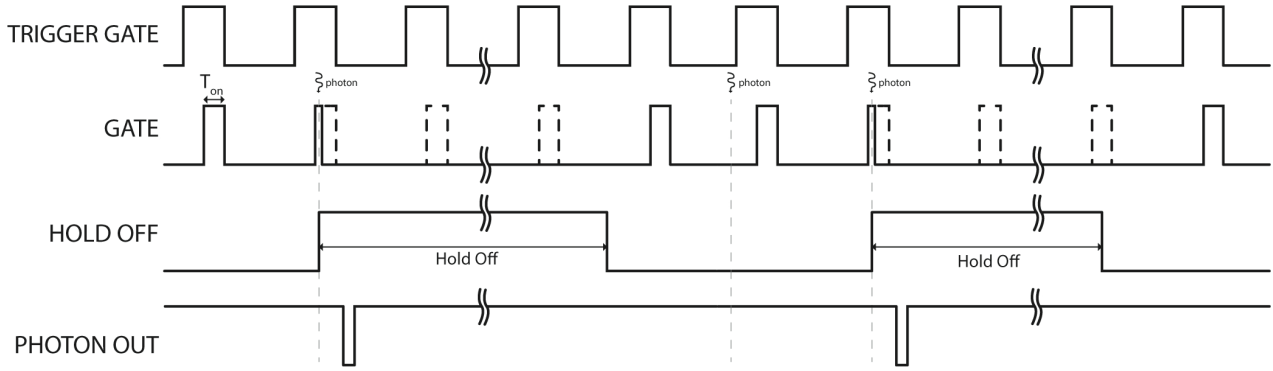 TRIGGER GATE
photon
photon
photon
T on
GATE
HOLD OFF
Hold Off
Hold Off
PHOTON OUT